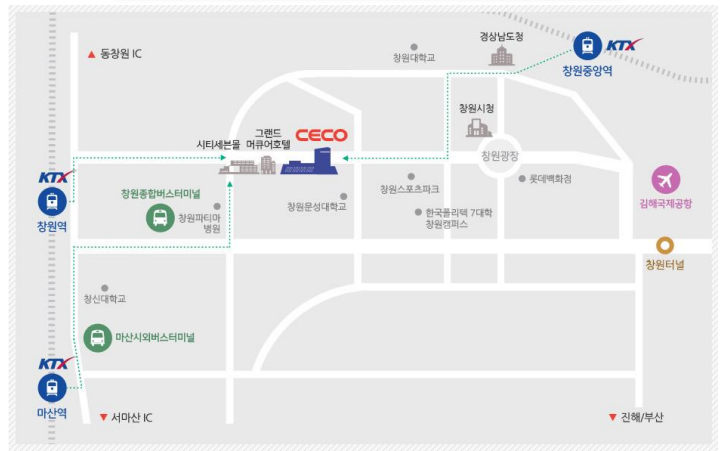 동창원 IC
창원대학교
경상남도청
KTX
창원중앙역
창원시청
그랜드
시티세븐몰 머큐어호텔
CECO
창원광장
KTX
창원역
창원종합버스터미널
창원파티마
병원
창원문성대학교
창원스포츠파크
롯데백화점
한국폴리텍 7대학
창원캠퍼스
김해국제공항
창원터널
창신대학교
마산시외버스터미널
KTX
마산역
서마산 IC
진해/부산